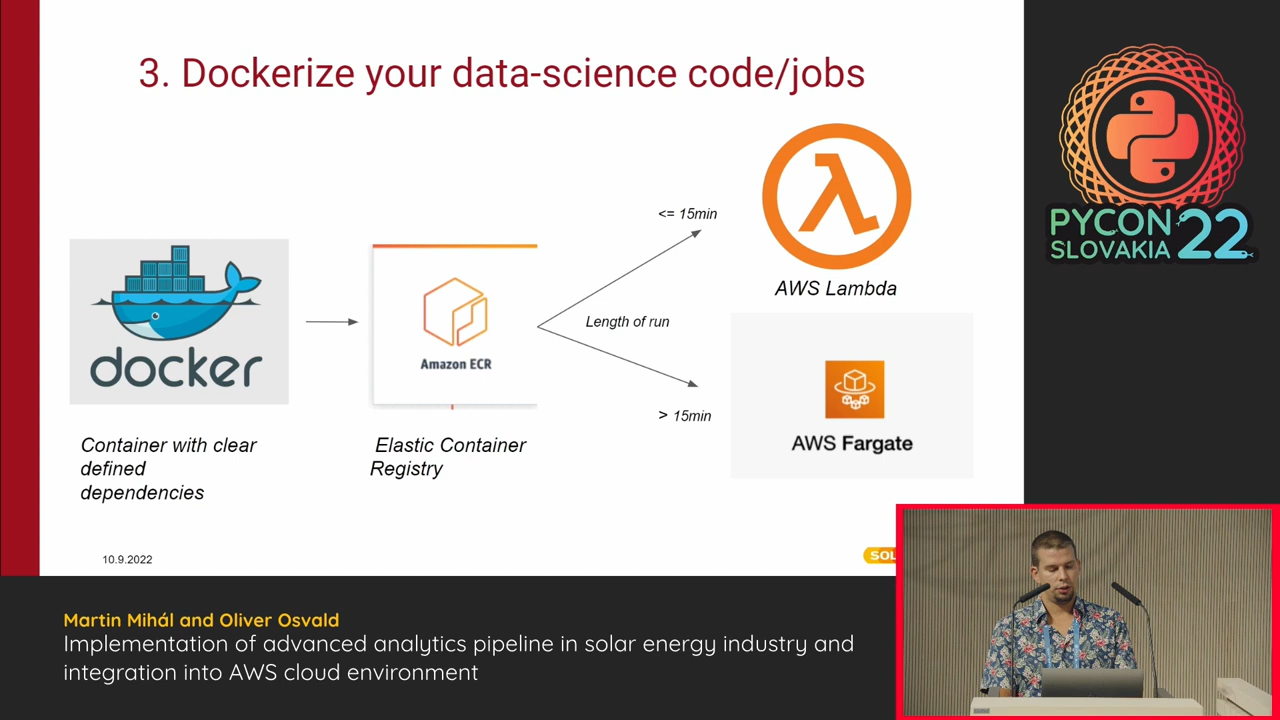 3. Dockerize your data-science code/jobs
<= 15min
AWS Lambda
Length of run
docker
Amazon ECR
> 15min
AWS Fargate
Container with clear
defined
dependencies
Elastic Container
Registry
10.9.2022
PYCON
SLOVAKIA
22
Martin Mihál and Oliver Osvald
Implementation of advanced analytics pipeline in solar energy industry and
integration into AWS cloud environment